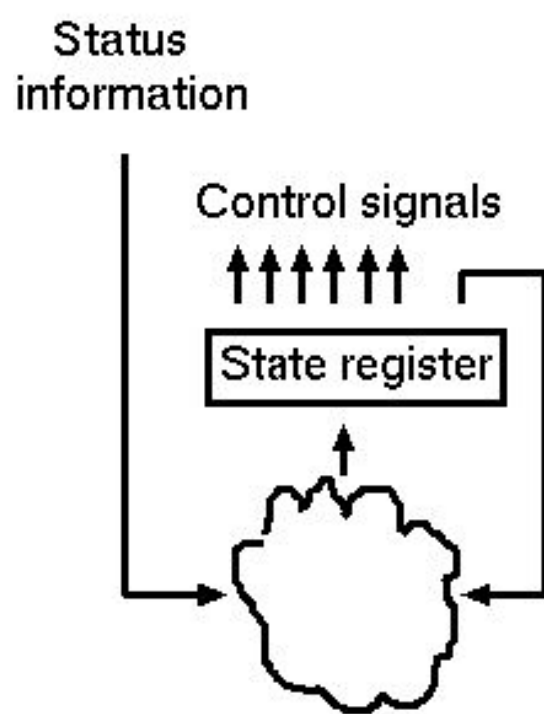 Status
information
Control signals
State register